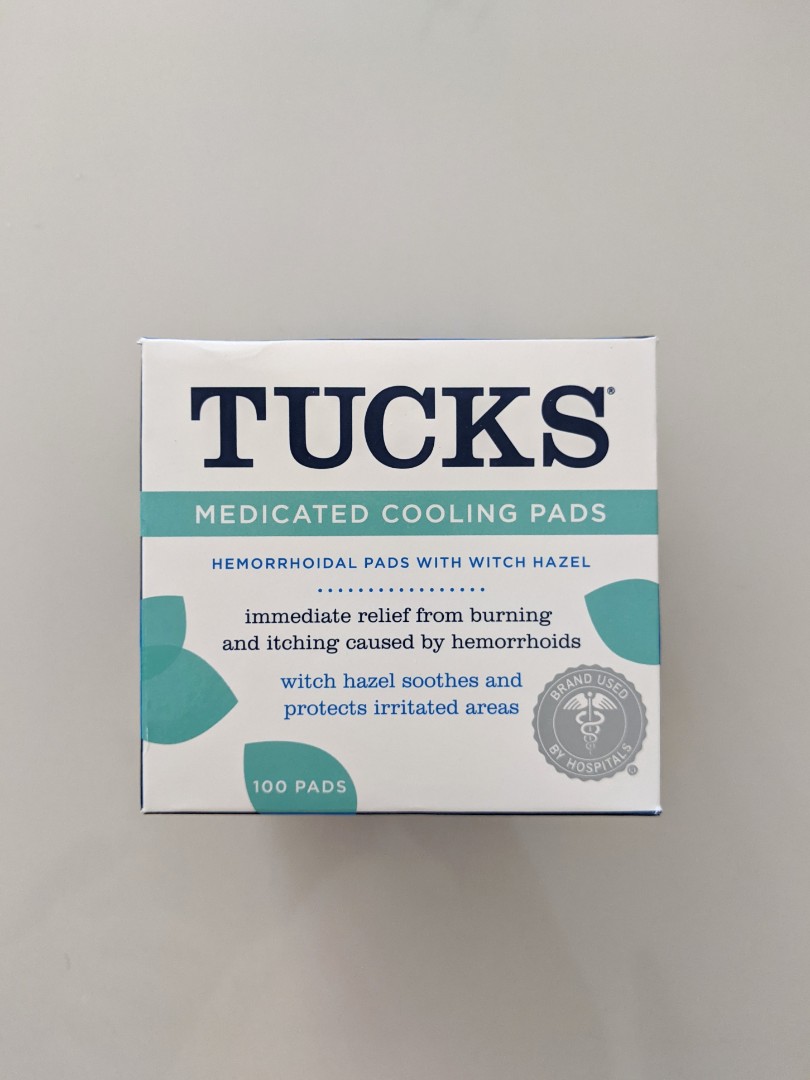 TUCKS®
MEDICATED COOLING PADS
HEMORRHOIDAL PADS WITH WITCH HAZEL
immediate relief from burning
and itching caused by hemorrhoids
witch hazel soothes and
protects irritated areas
BRAND USED
BY HOSPITALS®
100 PADS